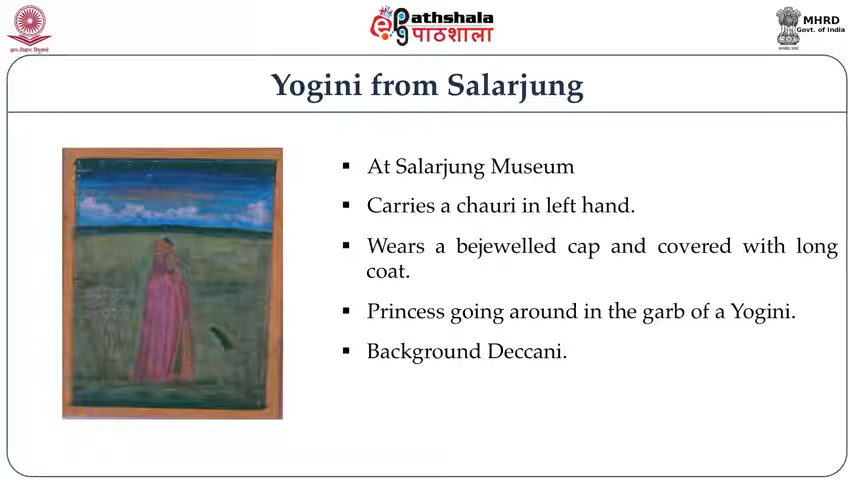 ePgpathshala
पाठशाला
MHRD
Govt. of India
Yogini from Salarjung
▪ At Salarjung Museum
▪ Carries a chauri in left hand.
▪ Wears a bejewelled cap and covered with long
coat.
▪ Princess going around in the garb of a Yogini.
▪ Background Deccani.